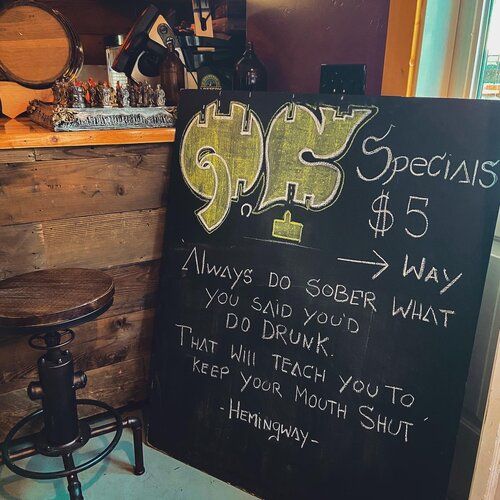 Specials
$5
→ WAY
"ALWAYS DO SOBER WHAT
YOU SAID YOU'D
DO DRUNK.
THAT WILL TEACH YOU TO
KEEP YOUR MOUTH SHUT"
-HEMINGWAY-